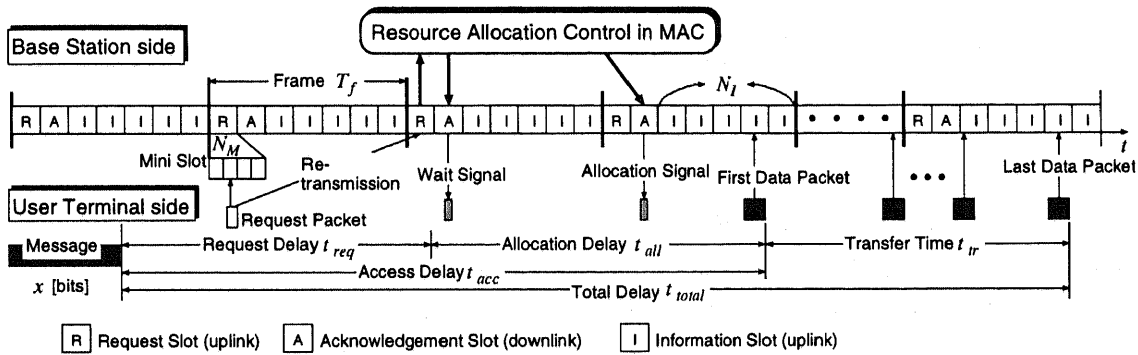 Base Station side
Resource Allocation Control in MAC
Frame T_f
N_I
R A I I I I I R A I I I I I R A I I I I I R A I I I I I • • • • R A I I I I I
t
Mini Slot
N_M
Re-
transmission
Wait Signal
Allocation Signal
First Data Packet
• • •
Last Data Packet
User Terminal side
Request Packet
Message
Request Delay t_req
Allocation Delay t_all
Transfer Time t_tr
Access Delay t_acc
x [bits]
Total Delay t_total
R Request Slot (uplink)
A Acknowledgement Slot (downlink)
I Information Slot (uplink)